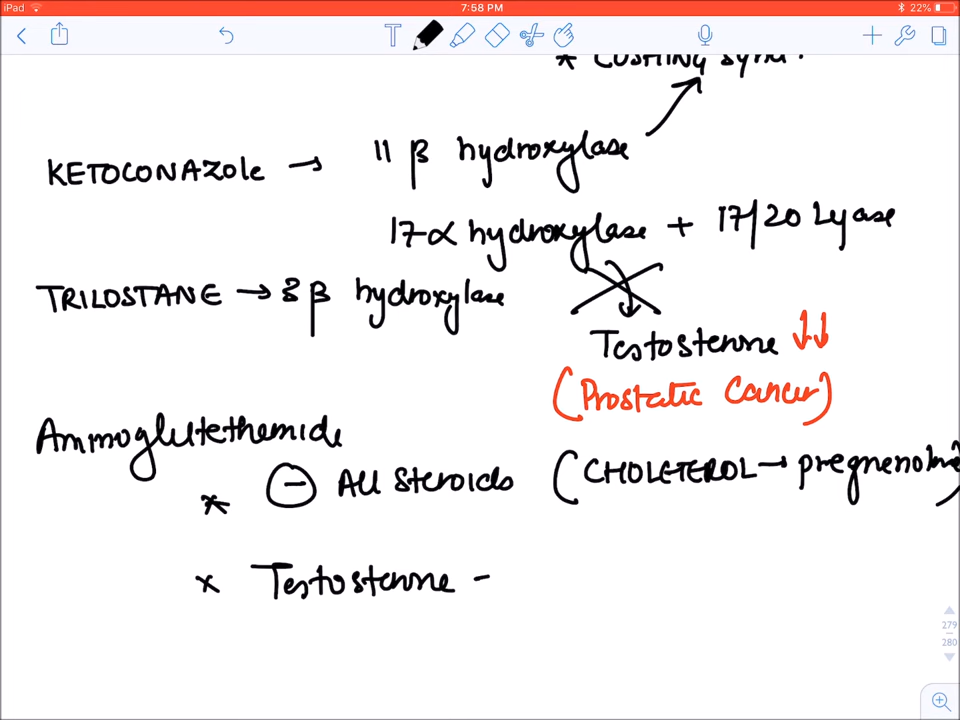 iPad 7:58 PM 22%
T
* CUSHING synd.
KETOCONAZole → 11 β hydroxylase
17-α hydroxylase + 17/20 Lyase
TRILOSTANE → 3 β hydroxylase
Testosterone ↓↓
(Prostatic Cancer)
Ammoglutethemide
* ⊖ All Steroids (CHOLETEROL → pregnenolone)
* Testosterone -
279
280